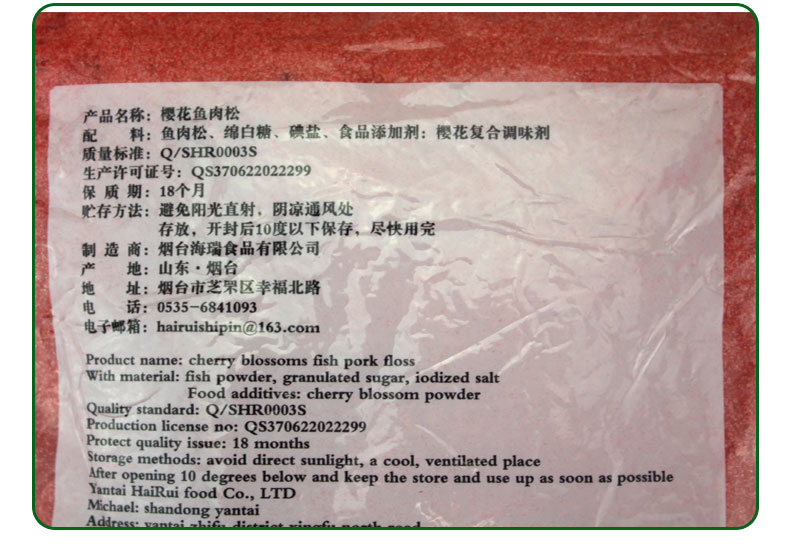 产品名称：樱花鱼肉松
配 料：鱼肉松、绵白糖、碘盐、食品添加剂：樱花复合调味剂
质量标准：Q/SHR0003S
生产许可证号：QS370622022299
保 质 期：18个月
贮存方法：避免阳光直射，阴凉通风处
存放，开封后10度以下保存，尽快用完
制 造 商：烟台海瑞食品有限公司
产 地：山东·烟台
地 址：烟台市芝罘区幸福北路
电 话：0535-6841093
电子邮箱：hairuishipin@163.com
Product name: cherry blossoms fish pork floss
With material: fish powder, granulated sugar, iodized salt
Food additives: cherry blossom powder
Quality standard: Q/SHR0003S
Production license no: QS370622022299
Protect quality issue: 18 months
Storage methods: avoid direct sunlight, a cool, ventilated place
After opening 10 degrees below and keep the store and use up as soon as possible
Yantai HaiRui food Co., LTD
Michael: shandong yantai
Address: yantai zhifu district xingfu north road